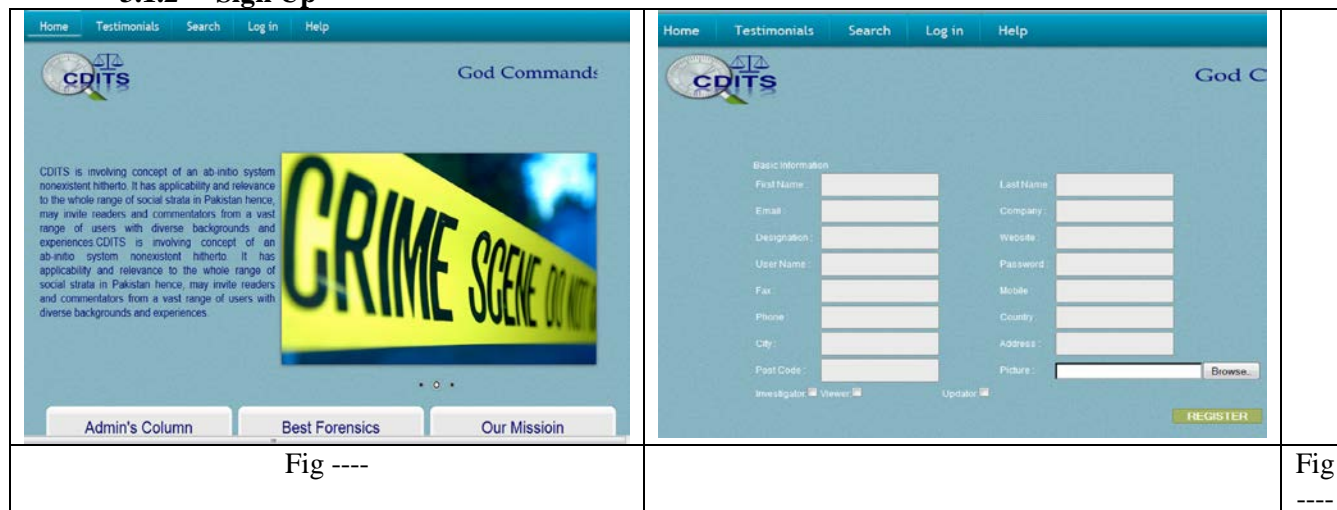 5.1.2 Sign Up
Home Testimonials Search Log in Help
CDITS
God Commands
CDITS is involving concept of an ab-initio system
nonexistent hitherto. It has applicability and relevance
to the whole range of social strata in Pakistan hence,
may invite readers and commentators from a vast
range of users with diverse backgrounds and
experiences.CDITS is involving concept of an
ab-initio system nonexistent hitherto. It has
applicability and relevance to the whole range of
social strata in Pakistan hence, may invite readers
and commentators from a vast range of users with
diverse backgrounds and experiences.
CRIME SCENE DO NOT
Admin's Column Best Forensics Our Missioin
Fig ----
Home Testimonials Search Log in Help
CDITS
God C
Basic Information
First Name : Last Name :
Email : Company :
Designation : Website :
User Name : Password :
Fax : Mobile :
Phone : Country :
City : Address :
Post Code : Picture : Browse..
Investigator: Viewer: Updator:
REGISTER
Fig
----